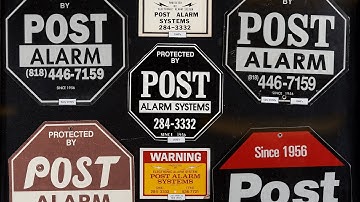 BY
POST
ALARM
(818) 446-7159
SINCE 1956
POST ALARM
SYSTEMS
284-3332
BY
POST
ALARM
(818) 446-7159
SINCE 1956
PROTECTED
BY
POST
ALARM SYSTEMS
284-3332
SINCE 1956
PROTECTED
BY
POST
ALARM
WARNING
POST ALARM
SYSTEMS
Since 1956
Post